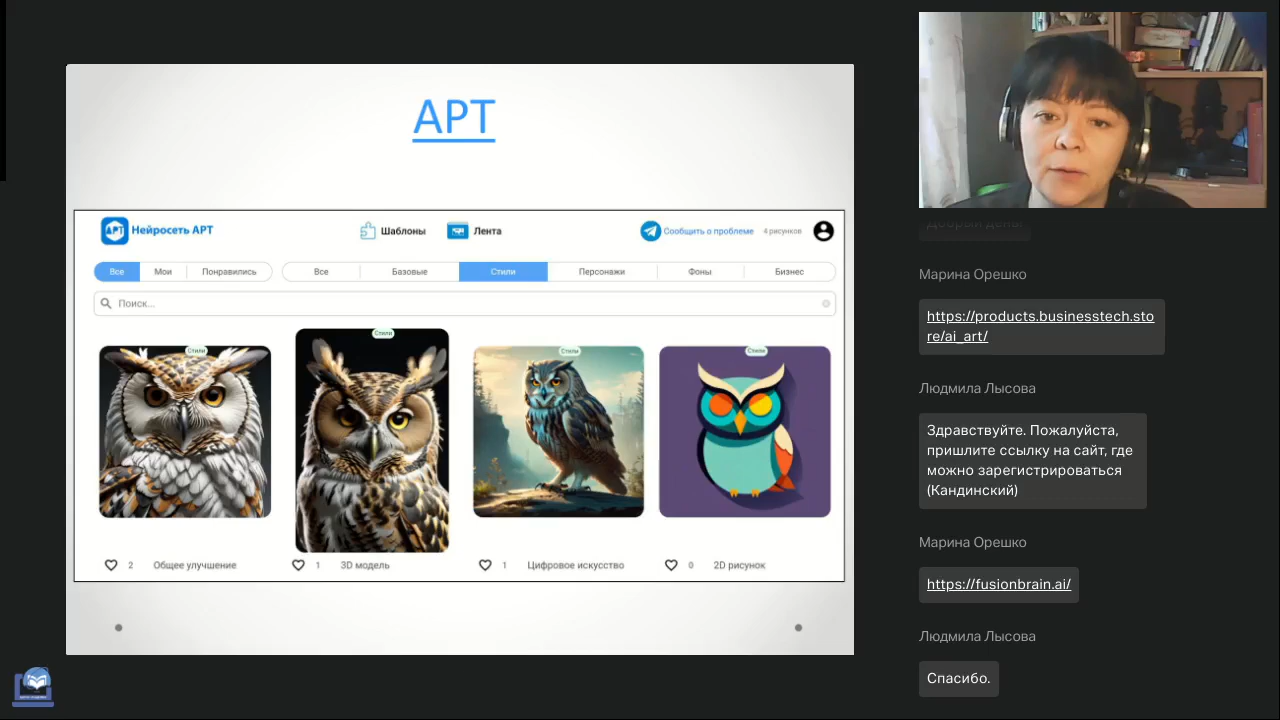 АРТ
АРТ Нейросеть АРТ
Шаблоны
Лента
Сообщить о проблеме
4 рисунков
Все
Мои
Понравились
Все
Базовые
Стили
Персонажи
Фоны
Бизнес
Поиск...
Стили
Стили
Стили
Стили
2 Общее улучшение
1 3D модель
1 Цифровое искусство
0 2D рисунок
Добрый день!
Марина Орешко
https://products.businesstech.sto
re/ai_art/
Людмила Лысова
Здравствуйте. Пожалуйста,
пришлите ссылку на сайт, где
можно зарегистрироваться
(Кандинский)
Марина Орешко
https://fusionbrain.ai/
Людмила Лысова
Спасибо.